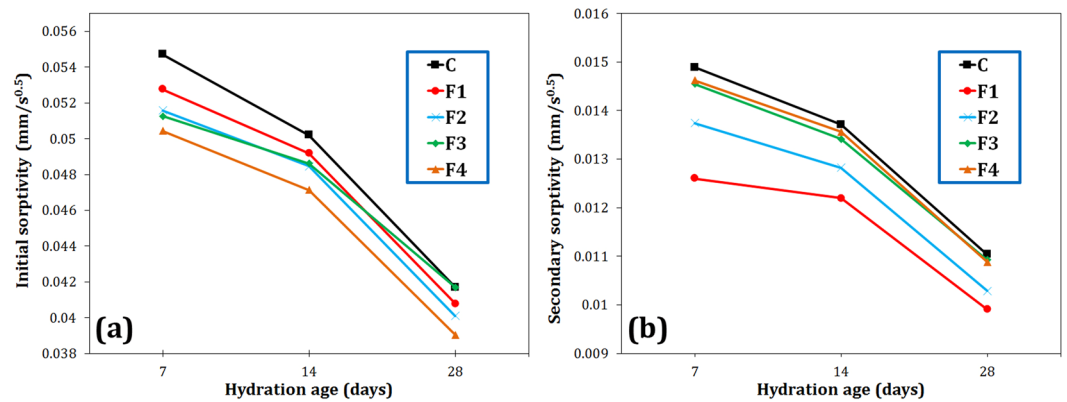 0.056
0.054
0.052
0.05
0.048
0.046
0.044
0.042
0.04
0.038
Initial sorptivity (mm/s⁰·⁵)
C
F1
F2
F3
F4
(a)
7 14 28
Hydration age (days)
0.016
0.015
0.014
0.013
0.012
0.011
0.01
0.009
Secondary sorptivity (mm/s⁰·⁵)
C
F1
F2
F3
F4
(b)
7 14 28
Hydration age (days)